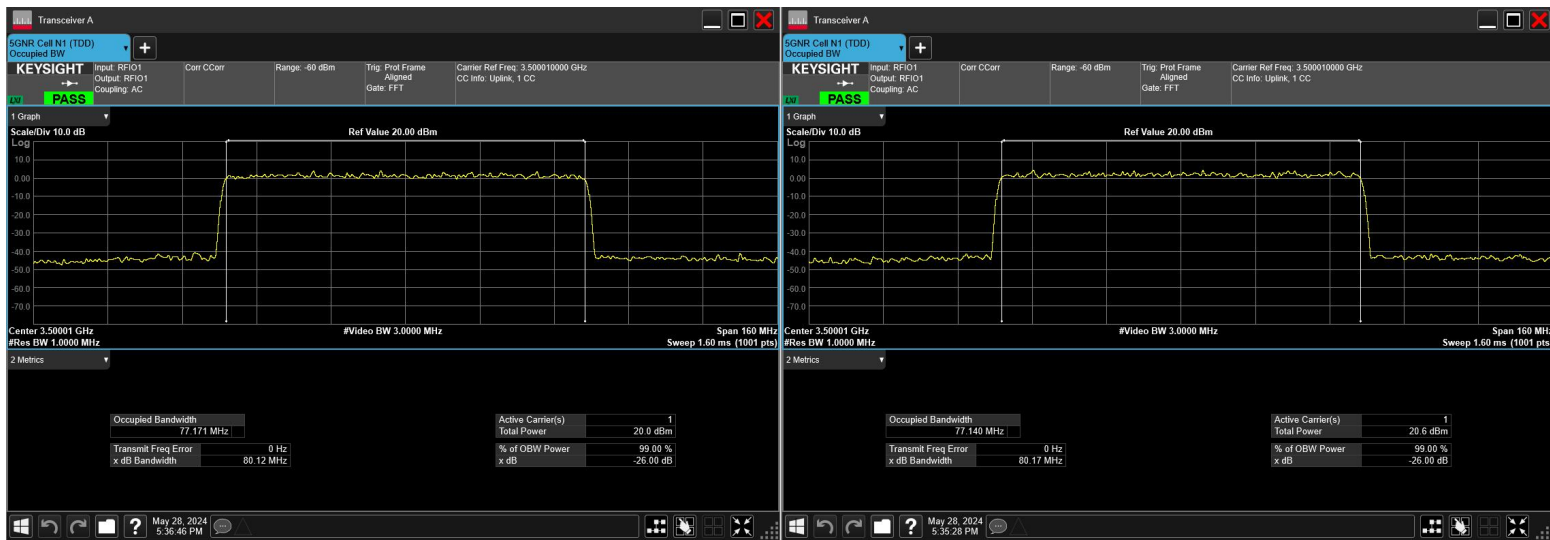 Transceiver A
5GNR Cell N1 (TDD)
Occupied BW
KEYSIGHT
Input: RFIO1
Output: RFIO1
Coupling: AC
Corr CCorr
Range: -60 dBm
Trig: Prot Frame
Aligned
Gate: FFT
Carrier Ref Freq: 3.500010000 GHz
CC Info: Uplink, 1 CC
LXI
PASS
1 Graph
Scale/Div 10.0 dB
Ref Value 20.00 dBm
Log
10.0
0.00
-10.0
-20.0
-30.0
-40.0
-50.0
-60.0
-70.0
Center 3.50001 GHz
#Video BW 3.0000 MHz
Span 160 MHz
#Res BW 1.0000 MHz
Sweep 1.60 ms (1001 pts)
2 Metrics
Occupied Bandwidth
77.171 MHz
Active Carrier(s) 1
Total Power 20.0 dBm
Transmit Freq Error 0 Hz
x dB Bandwidth 80.12 MHz
% of OBW Power 99.00 %
x dB -26.00 dB
?
May 28, 2024
5:36:46 PM
Transceiver A
5GNR Cell N1 (TDD)
Occupied BW
KEYSIGHT
Input: RFIO1
Output: RFIO1
Coupling: AC
Corr CCorr
Range: -60 dBm
Trig: Prot Frame
Aligned
Gate: FFT
Carrier Ref Freq: 3.500010000 GHz
CC Info: Uplink, 1 CC
LXI
PASS
1 Graph
Scale/Div 10.0 dB
Ref Value 20.00 dBm
Log
10.0
0.00
-10.0
-20.0
-30.0
-40.0
-50.0
-60.0
-70.0
Center 3.50001 GHz
#Video BW 3.0000 MHz
Span 160 MHz
#Res BW 1.0000 MHz
Sweep 1.60 ms (1001 pts
2 Metrics
Occupied Bandwidth
77.140 MHz
Active Carrier(s) 1
Total Power 20.6 dBm
Transmit Freq Error 0 Hz
x dB Bandwidth 80.17 MHz
% of OBW Power 99.00 %
x dB -26.00 dB
?
May 28, 2024
5:35:28 PM